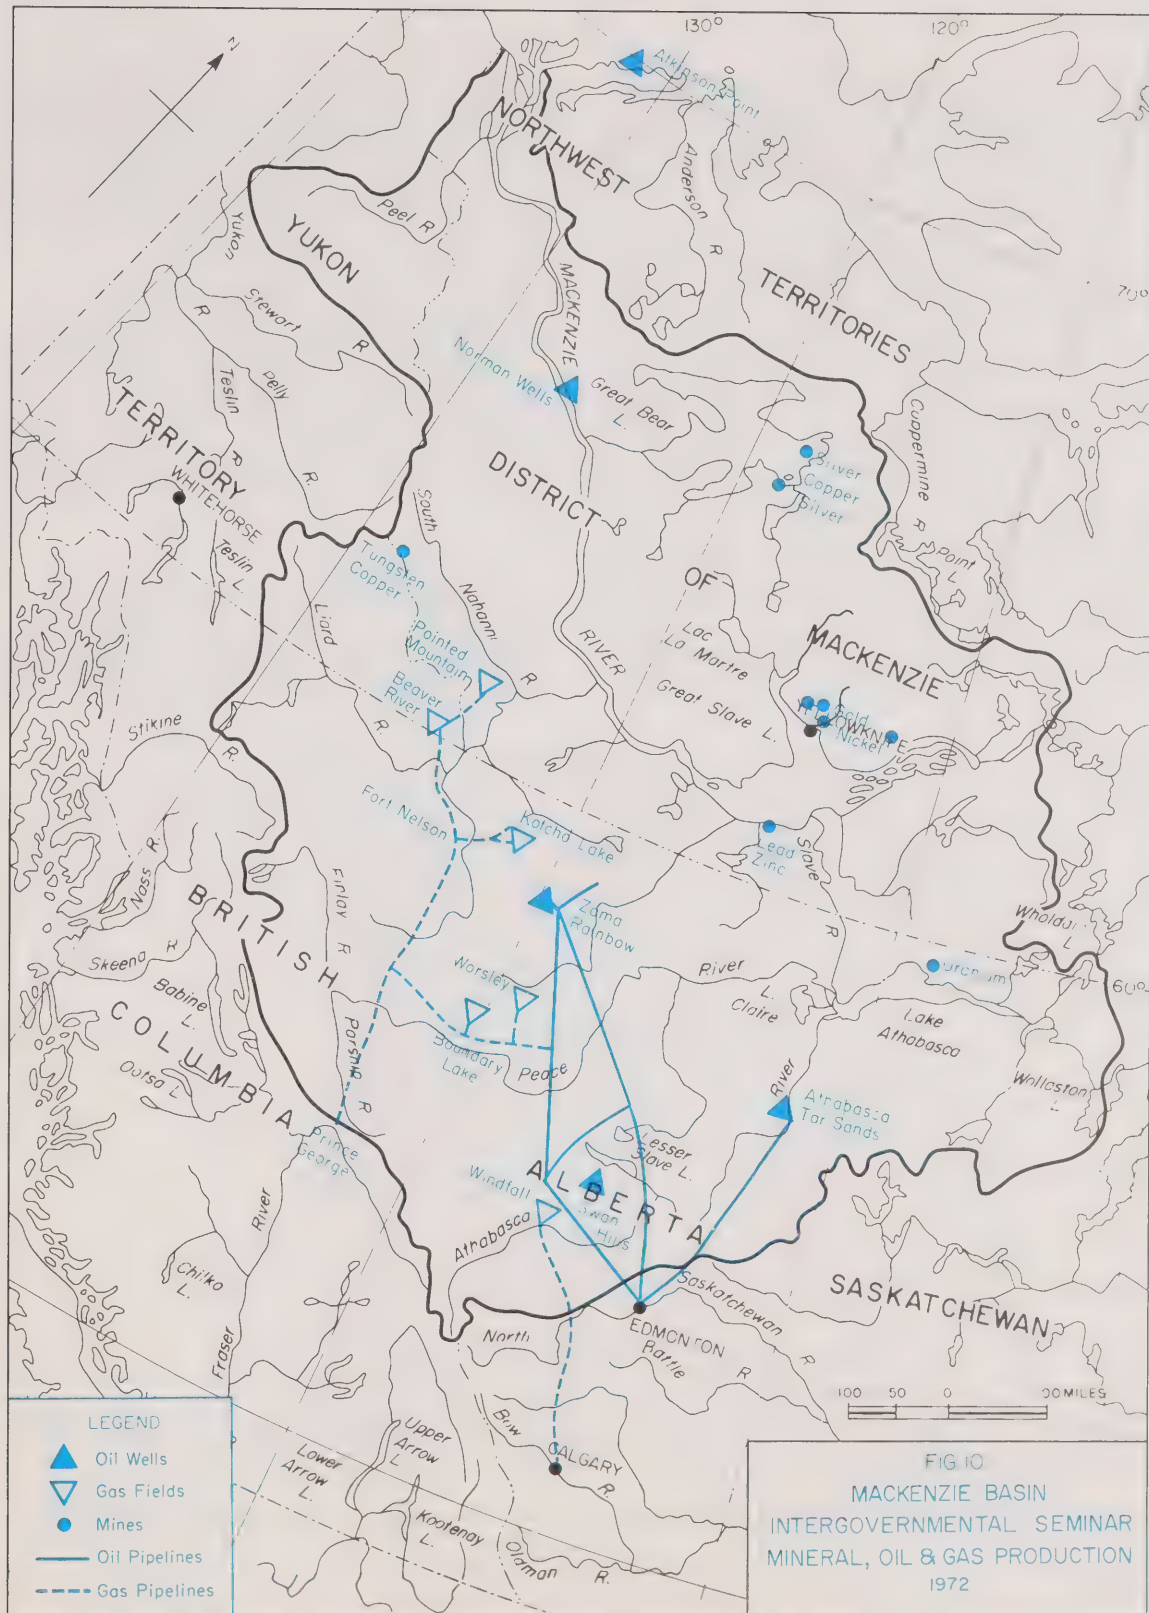 130°
120°
N
Atkinson Point
NORTHWEST
Anderson
R
Peel R
Yukon
YUKON
MACKENZIE
TERRITORIES
70°
Stewart
R
R
Norman Wells
Great Bear
L.
Pelly
Teslin
R
R
TERRITORY
WHITEHORSE
Teslin
L
DISTRICT
Coppermine
R
Silver
Copper
Silver
Point
L
South
Nahanni
R
Tungsten
Copper
OF
Lac
La Martre
MACKENZIE
Liard
R
Pointed
Mountain
RIVER
Great Slave L.
Beaver
River
Gold
YELLOWKNIFE
Nickel
Stikine
R.
Fort Nelson
Kotcho Lake
Lead
Zinc
Slave
R
Nass
R.
Finlay
R
Zama
Rainbow
BRITISH
Skeena R
Babine
L.
Worsley
River
L.
Claire
60°
Lake
Athabasca
COLUMBIA
Ootsa L
Parsnip
R
Boundary
Lake
Peace
Wollaston
L
River
Athabasca
Tar Sands
Prince
George
Lesser
Slave L.
Windfall
ALBERTA
Swan
Hills
Athabasca
River
Chilko
L.
Fraser
Saskatchewan
R
SASKATCHEWAN
North
EDMONTON
Battle
R
100 50 0
MILES
Upper
Arrow
L
Lower
Arrow
L.
Bow
R.
CALGARY
Kootenay
L
Oldman R.
LEGEND
Oil Wells
Gas Fields
Mines
Oil Pipelines
Gas Pipelines
FIG 10
MACKENZIE BASIN
INTERGOVERNMENTAL SEMINAR
MINERAL, OIL & GAS PRODUCTION
1972